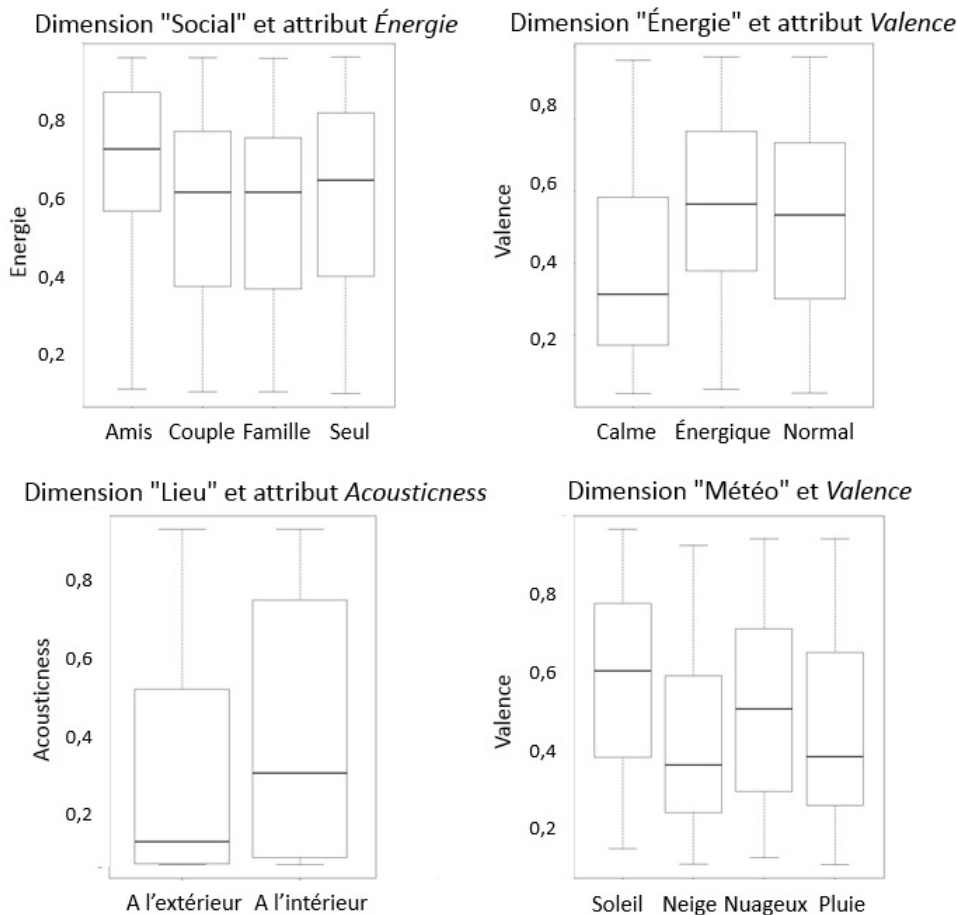 Dimension "Social" et attribut Énergie
Energie
0,8
0,6
0,4
0,2
Amis Couple Famille Seul
Dimension "Énergie" et attribut Valence
Valence
0,8
0,6
0,4
0,2
Calme Énergique Normal
Dimension "Lieu" et attribut Acousticness
Acousticness
0,8
0,6
0,4
0,2
A l'extérieur A l'intérieur
Dimension "Météo" et Valence
Valence
0,8
0,6
0,4
0,2
Soleil Neige Nuageux Pluie